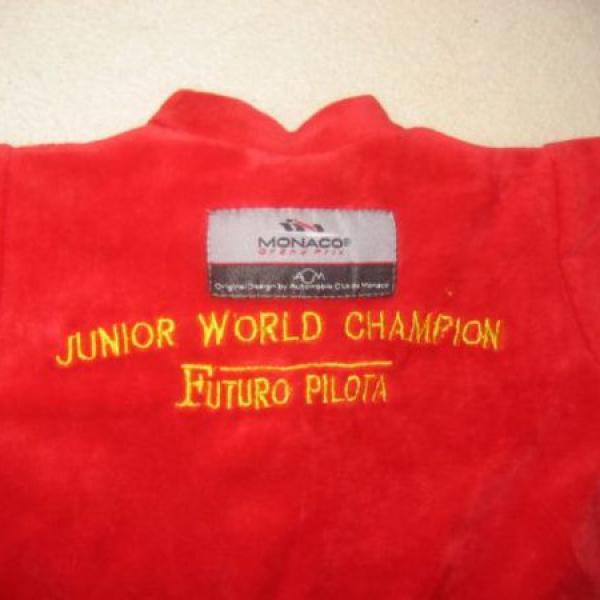 MONACO®
Grand Prix
ACM
Original Design by Automobile Club de Monaco
JUNIOR WORLD CHAMPION
FUTURO PILOTA